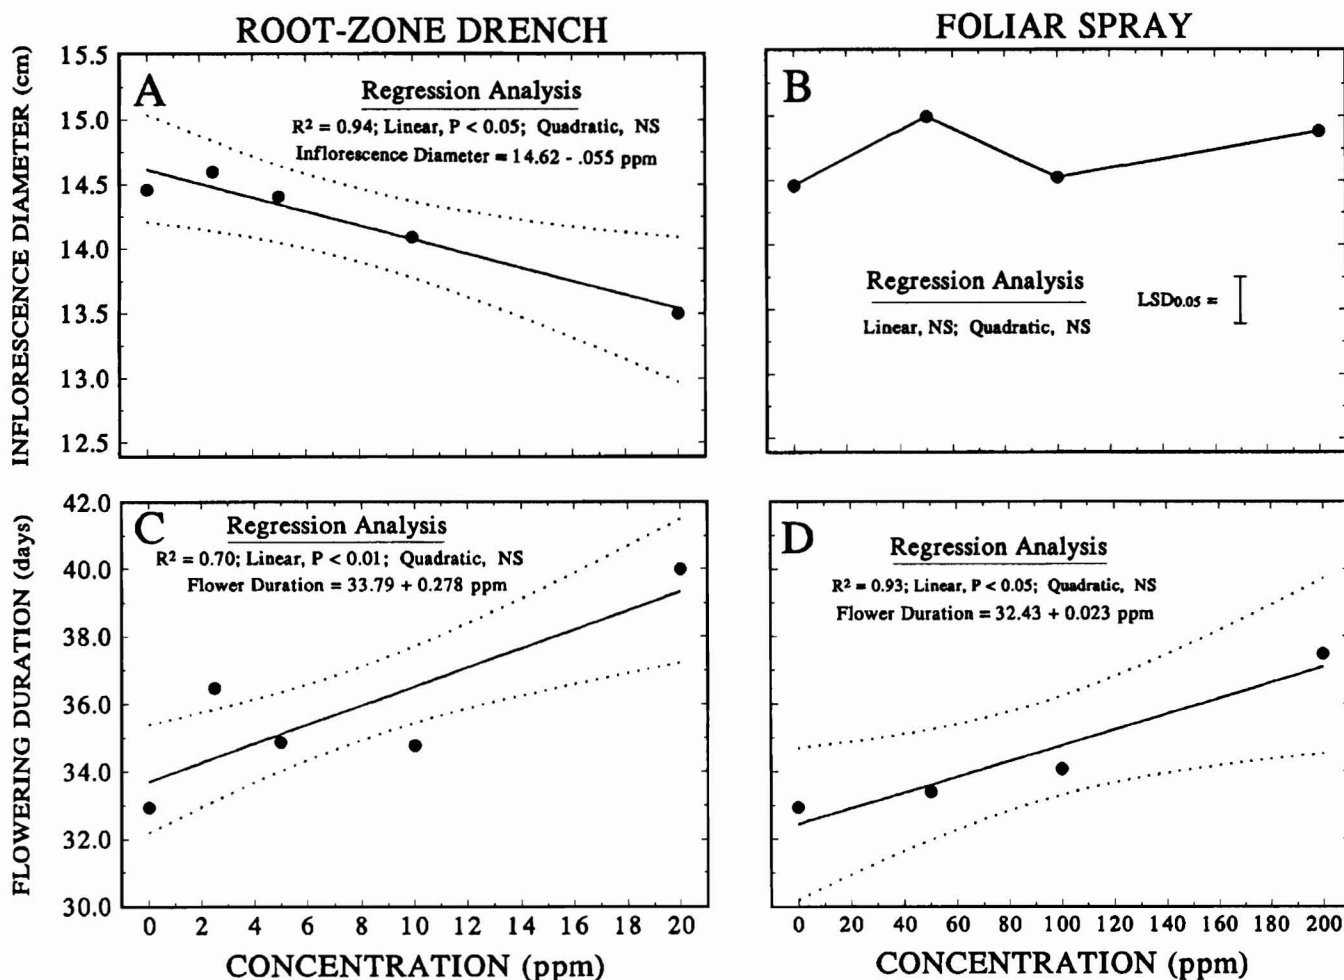 ROOT-ZONE DRENCH
FOLIAR SPRAY
INFLORESCENCE DIAMETER (cm)
15.5
15.0
14.5
14.0
13.5
13.0
12.5
A
Regression Analysis
R² = 0.94; Linear, P < 0.05; Quadratic, NS
Inflorescence Diameter = 14.62 - .055 ppm
B
Regression Analysis
Linear, NS; Quadratic, NS
LSD0.05 =
FLOWERING DURATION (days)
42.0
40.0
38.0
36.0
34.0
32.0
30.0
C
Regression Analysis
R² = 0.70; Linear, P < 0.01; Quadratic, NS
Flower Duration = 33.79 + 0.278 ppm
0 2 4 6 8 10 12 14 16 18 20
CONCENTRATION (ppm)
D
Regression Analysis
R² = 0.93; Linear, P < 0.05; Quadratic, NS
Flower Duration = 32.43 + 0.023 ppm
0 20 40 60 80 100 120 140 160 180 200
CONCENTRATION (ppm)